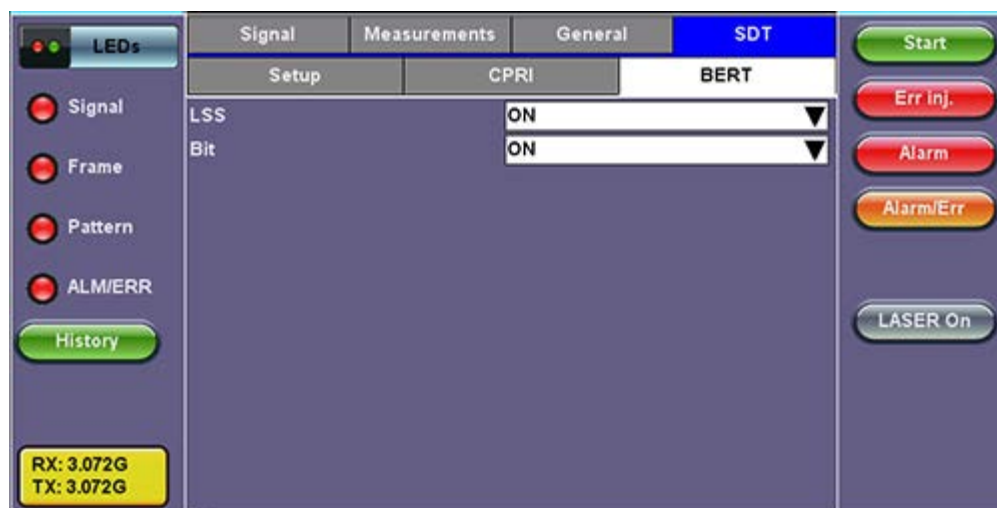 LEDs
Signal
Frame
Pattern
ALM/ERR
History
RX: 3.072G
TX: 3.072G
Signal Measurements General SDT
Setup CPRI BERT
LSS ON
Bit ON
Start
Err inj.
Alarm
Alarm/Err
LASER On